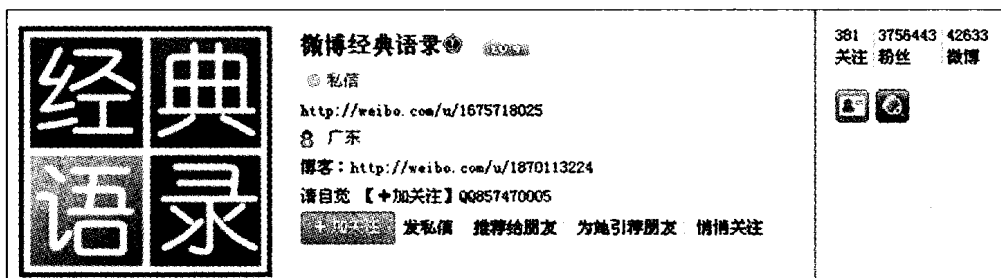 经典
语录
微博经典语录
私信
http://weibo.com/u/1675718025
广东
博客：http://weibo.com/u/1870113224
请自觉 【+加关注】QQ857470005
+加关注 发私信 推荐给朋友 为她引荐朋友 悄悄关注
381 3756443 42633
关注 粉丝 微博